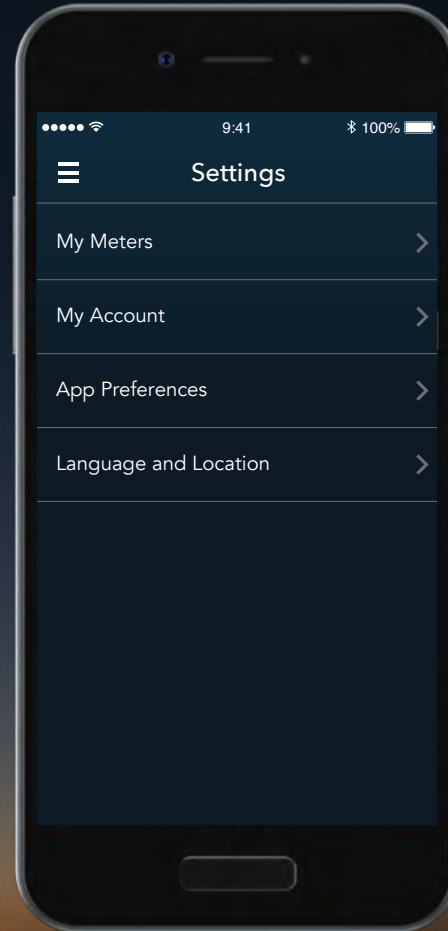 9:41
100%
Settings
My Meters
My Account
App Preferences
Language and Location